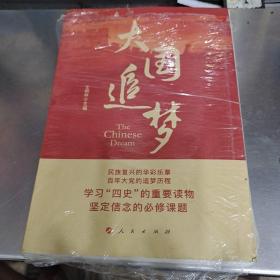 大国
追梦
The
Chinese
Dream
民族复兴的华彩乐章
百年大党的追梦历程
学习“四史”的重要读物
坚定信念的必修课题
人民出版社